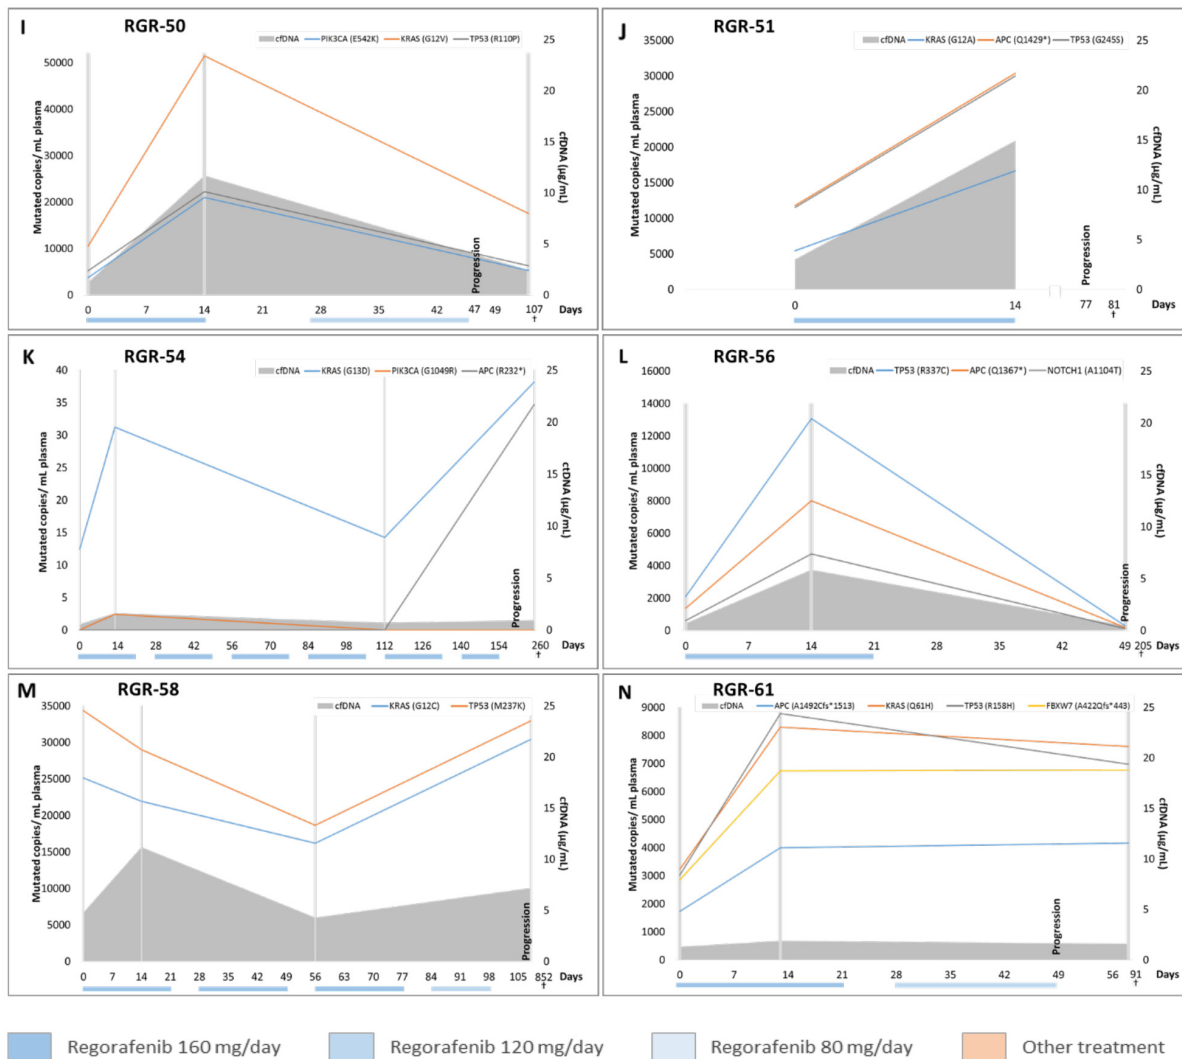 I RGR-50
cfDNA PIK3CA (E542K) KRAS (G12V) TP53 (R110P)
Mutated copies/ mL plasma
50000
40000
30000
20000
10000
0
25
20
15
10
5
0
cfDNA (µg/mL)
Progression
0 7 14 21 28 35 42 47 49 107 Days
†
J RGR-51
cfDNA KRAS (G12A) APC (Q1429*) TP53 (G245S)
Mutated copies/ mL plasma
35000
30000
25000
20000
15000
10000
5000
0
25
20
15
10
5
0
cfDNA (µg/mL)
Progression
0 14 77 81 Days
†
K RGR-54
cfDNA KRAS (G13D) PIK3CA (G1049R) APC (R232*)
Mutated copies/ mL plasma
40
35
30
25
20
15
10
5
0
25
20
15
10
5
0
ctDNA (µg/mL)
Progression
0 14 28 42 56 70 84 98 112 126 140 154 260 Days
†
L RGR-56
cfDNA TP53 (R337C) APC (Q1367*) NOTCH1 (A1104T)
Mutated copies/ mL plasma
16000
14000
12000
10000
8000
6000
4000
2000
0
25
20
15
10
5
0
cfDNA (µg/mL)
Progression
0 7 14 21 28 35 42 49 205 Days
†
M RGR-58
cfDNA KRAS (G12C) TP53 (M237K)
Mutated copies/ mL plasma
35000
30000
25000
20000
15000
10000
5000
0
25
20
15
10
5
0
cfDNA (µg/mL)
Progression
0 7 14 21 28 35 42 49 56 63 70 77 84 91 98 105 852 Days
†
N RGR-61
cfDNA APC (A1492Cfs*1513) KRAS (Q61H) TP53 (R158H) FBXW7 (A422Qfs*443)
Mutated copies/ mL plasma
9000
8000
7000
6000
5000
4000
3000
2000
1000
0
25
20
15
10
5
0
cfDNA (µg/mL)
Progression
0 7 14 21 28 35 42 49 56 91 Days
†
Regorafenib 160 mg/day Regorafenib 120 mg/day Regorafenib 80 mg/day Other treatment